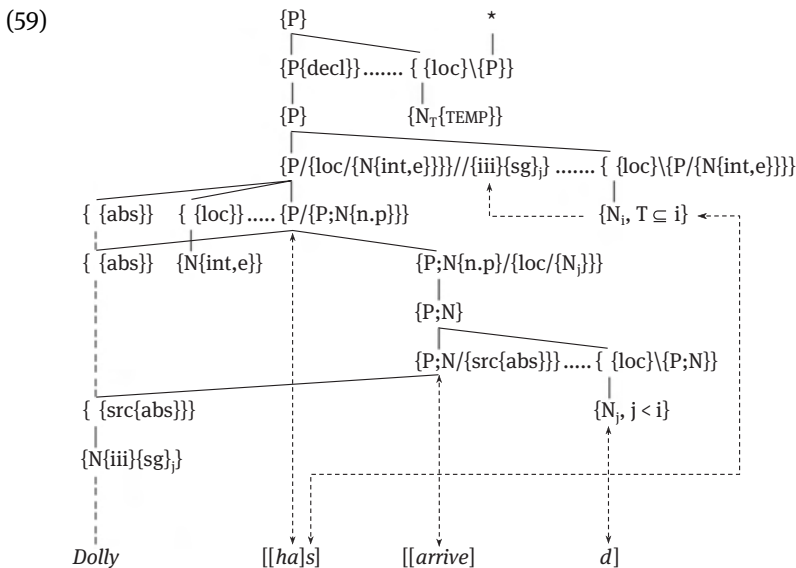 (59) {P} *
{P{decl}} ....... { {loc}\{P}}
{P} {N_T{TEMP}}
{P/{loc/{N{int,e}}}}//{iii}{sg}_j} ....... { {loc}\{P/{N{int,e}}}}
{ {abs}} { {loc}} ..... {P/{P;N{n.p}}} {N_i, T ⊆ i}
{ {abs}} {N{int,e}} {P;N{n.p}/{loc/{N_j}}}
{P;N}
{P;N/{src{abs}}} ..... { {loc}\{P;N}}
{ {src{abs}}} {N_j, j < i}
{N{iii}{sg}_j}
Dolly [[ha]s] [[arrive] d]